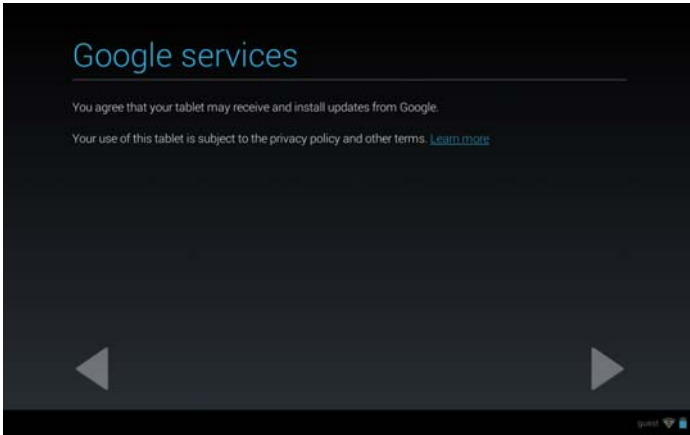 Google services
You agree that your tablet may receive and install updates from Google.
Your use of this tablet is subject to the privacy policy and other terms. Learn more
guest